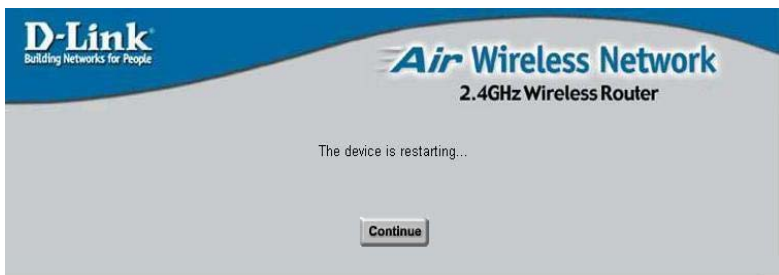 D-Link
Building Networks for People
Air Wireless Network
2.4GHz Wireless Router
The device is restarting...
Continue